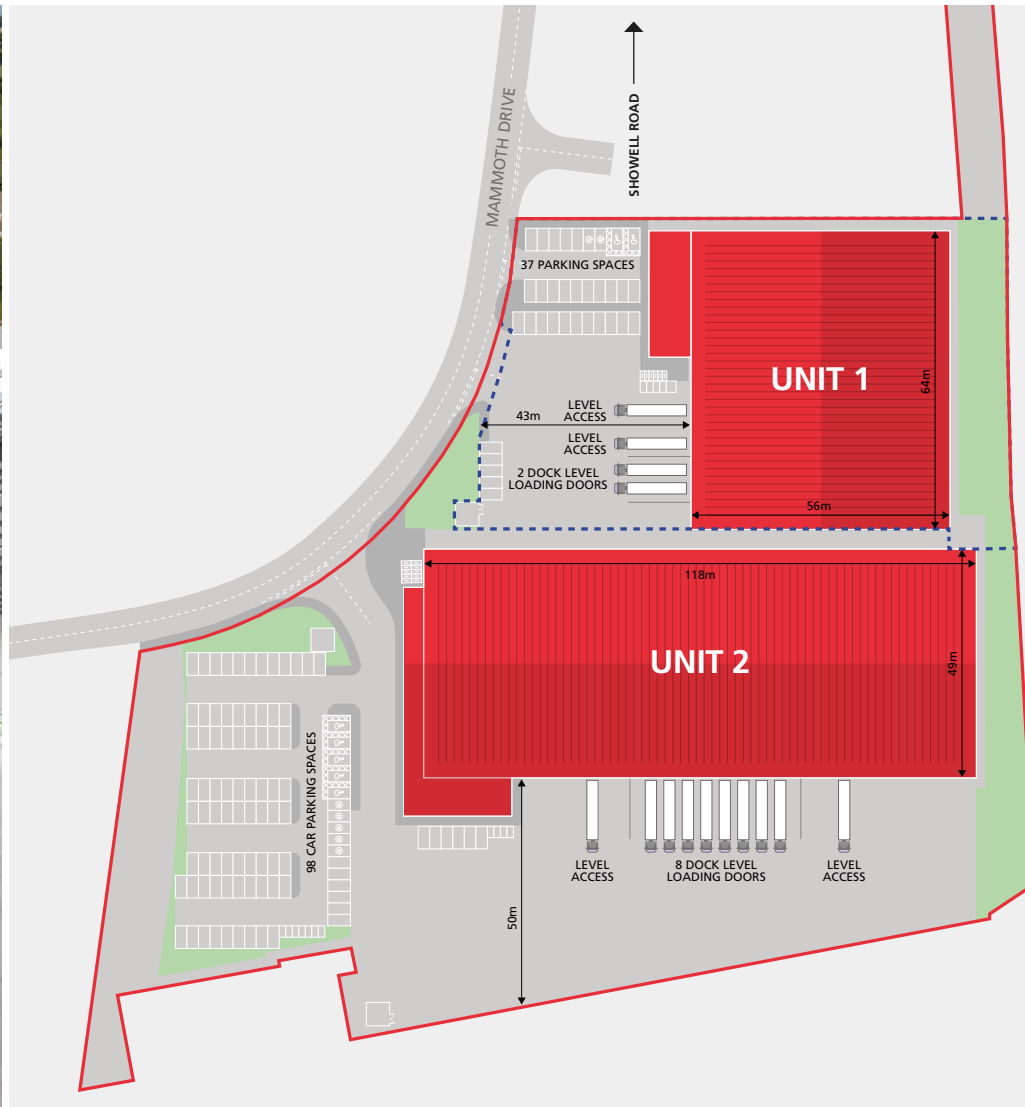 MAMMOTH DRIVE
SHOWELL ROAD
37 PARKING SPACES
UNIT 1
64m
LEVEL
ACCESS
43m
LEVEL
ACCESS
2 DOCK LEVEL
LOADING DOORS
56m
118m
UNIT 2
49m
98 CAR PARKING SPACES
LEVEL
ACCESS
8 DOCK LEVEL
LOADING DOORS
LEVEL
ACCESS
50m